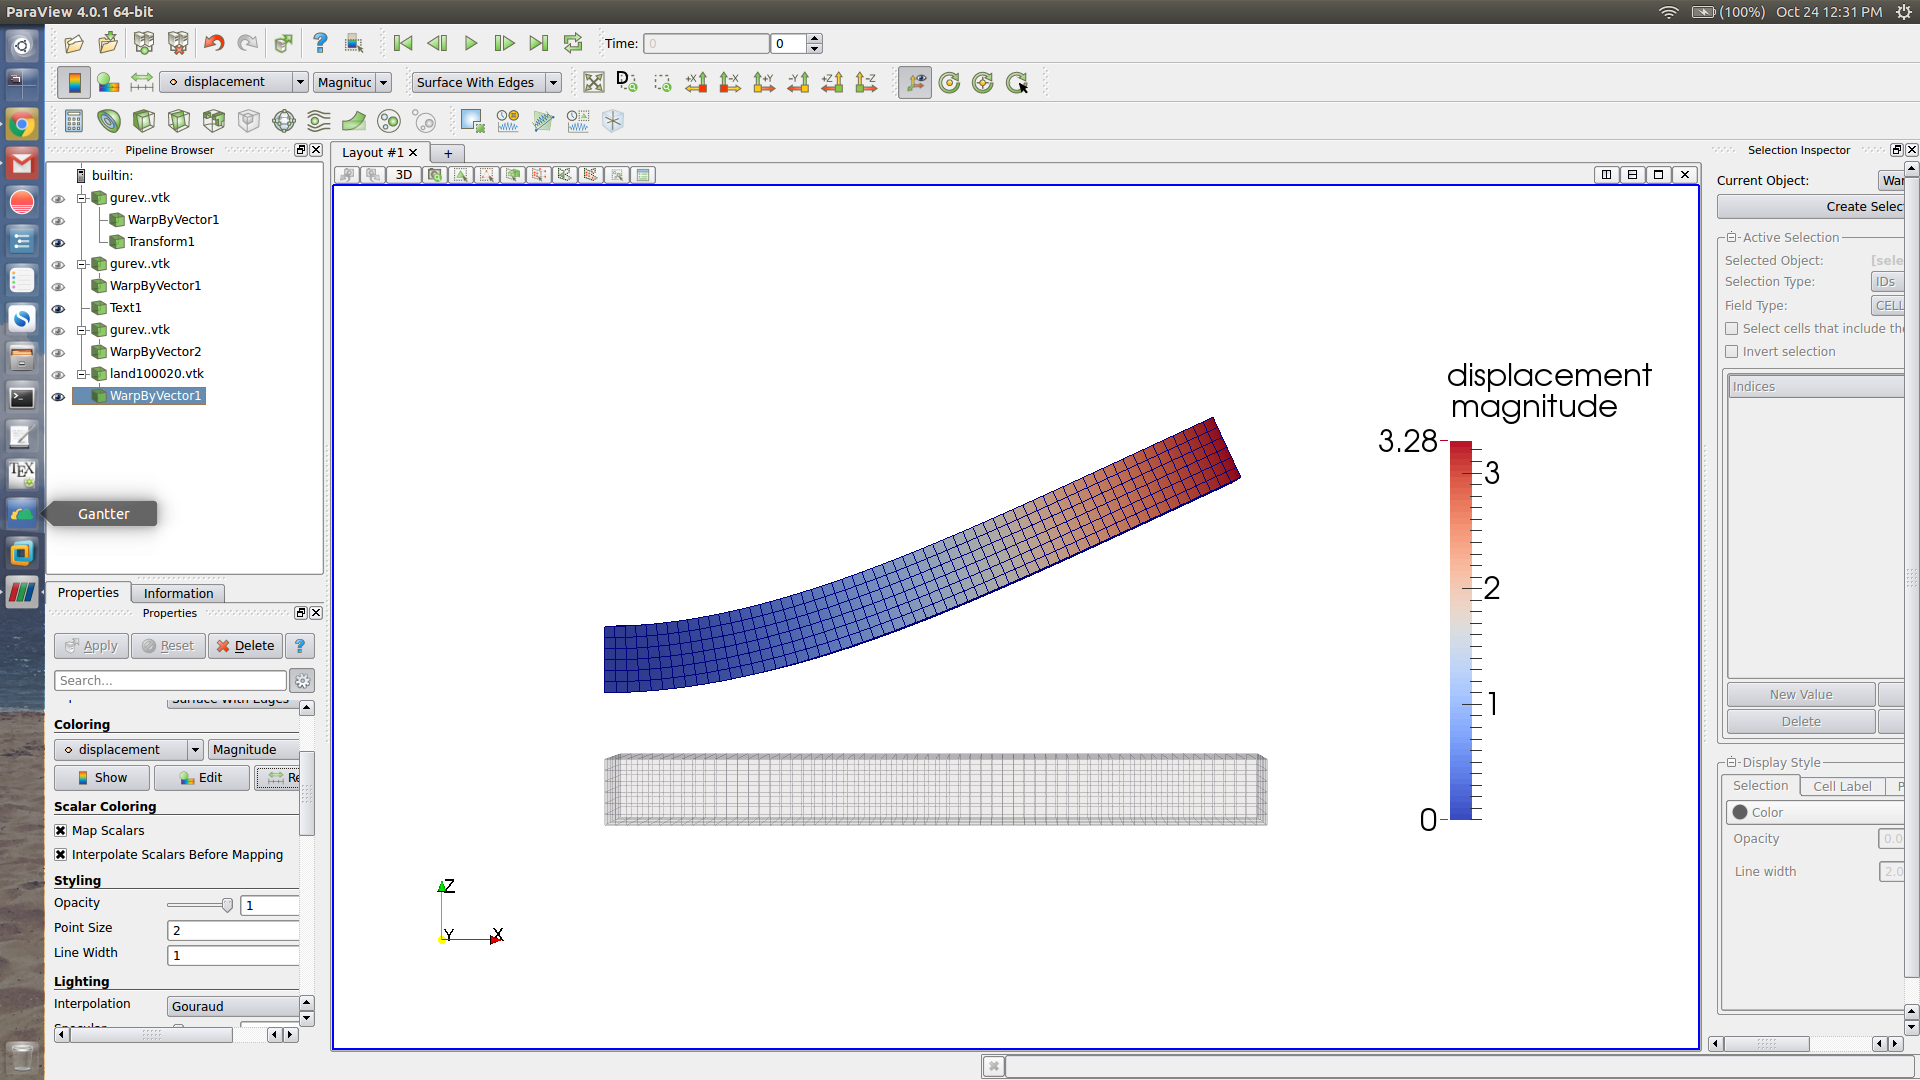 ParaView 4.0.1 64-bit
(100%) Oct 24 12:31 PM
Time: 0 0
displacement Magnituc Surface With Edges
D +X -X +Y -Y +Z -Z
Pipeline Browser
builtin:
gurev..vtk
WarpByVector1
Transform1
gurev..vtk
WarpByVector1
Text1
gurev..vtk
WarpByVector2
land100020.vtk
WarpByVector1
Gantter
Properties Information
Properties
Apply Reset Delete ?
Search...
Surface With Edges
Coloring
displacement Magnitude
Show Edit Re
Scalar Coloring
Map Scalars
Interpolate Scalars Before Mapping
Styling
Opacity 1
Point Size 2
Line Width 1
Lighting
Interpolation Gouraud
Specular
Layout #1 +
3D
displacement
magnitude
3.28
3
2
1
0
Z
Y X
Selection Inspector
Current Object: War
Create Selec
Active Selection
Selected Object: [sele
Selection Type: IDs
Field Type: CELL
Select cells that include the
Invert selection
Indices
New Value
Delete
Display Style
Selection Cell Label P
Color
Opacity 0.0
Line width 2.0